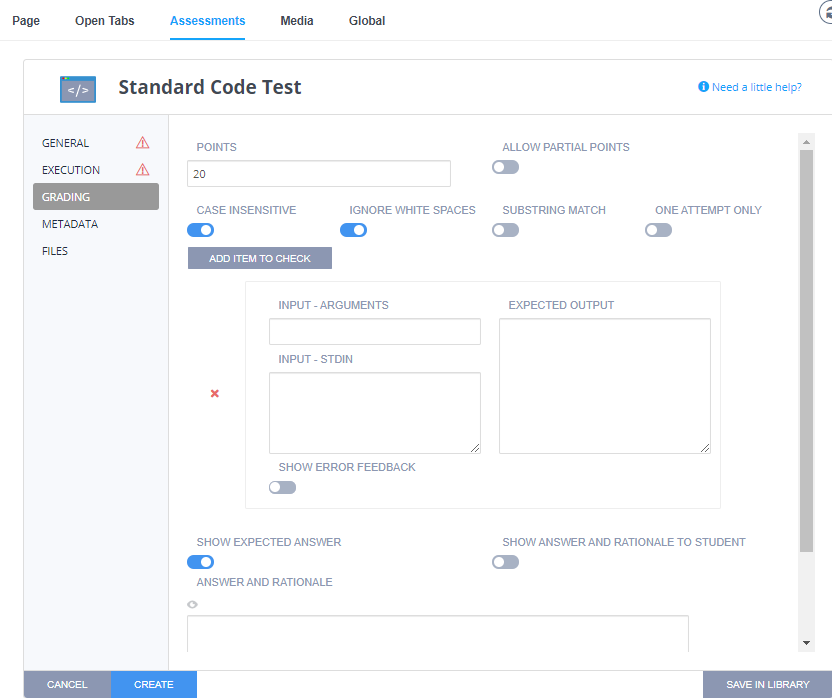 Page Open Tabs Assessments Media Global
</> Standard Code Test Need a little help?
GENERAL
EXECUTION
GRADING
METADATA
FILES
POINTS ALLOW PARTIAL POINTS
20
CASE INSENSITIVE IGNORE WHITE SPACES SUBSTRING MATCH ONE ATTEMPT ONLY
ADD ITEM TO CHECK
INPUT - ARGUMENTS EXPECTED OUTPUT
INPUT - STDIN
SHOW ERROR FEEDBACK
SHOW EXPECTED ANSWER SHOW ANSWER AND RATIONALE TO STUDENT
ANSWER AND RATIONALE
CANCEL CREATE SAVE IN LIBRARY